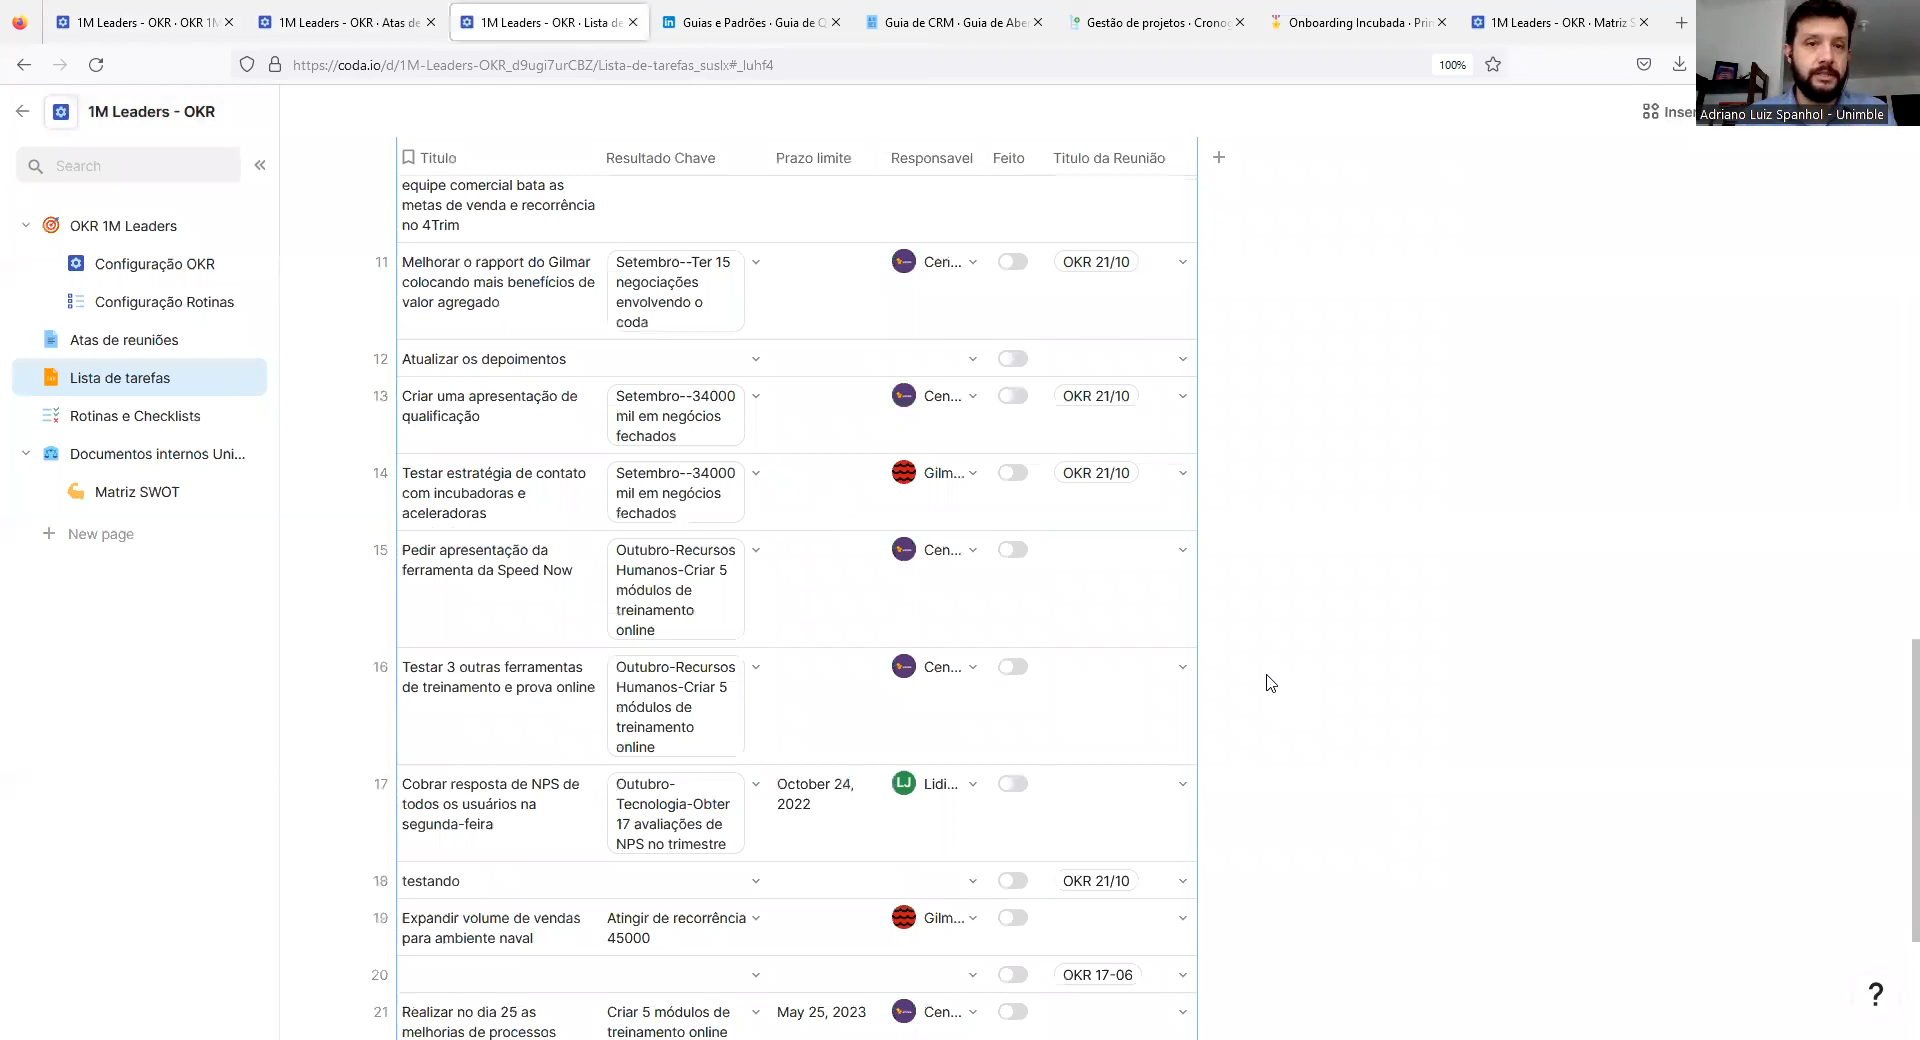 1M Leaders - OKR · OKR 1M
1M Leaders - OKR · Atas de
1M Leaders - OKR · Lista de
Guias e Padrões · Guia de Q
Guia de CRM · Guia de Abe
Gestão de projetos · Crono
Onboarding Incubada · Prin
1M Leaders - OKR · Matriz S
https://coda.io/d/1M-Leaders-OKR_d9ugi7urCBZ/Lista-de-tarefas_suslx#_luhf4
100%
Adriano Luiz Spanhol - Unimble
1M Leaders - OKR
Inser
Search
OKR 1M Leaders
Configuração OKR
Configuração Rotinas
Atas de reuniões
Lista de tarefas
Rotinas e Checklists
Documentos internos Uni...
Matriz SWOT
New page
Titulo Resultado Chave Prazo limite Responsavel Feito Titulo da Reunião
equipe comercial bata as
metas de venda e recorrência
no 4Trim
11 Melhorar o rapport do Gilmar Setembro--Ter 15 Cen... OKR 21/10
colocando mais benefícios de negociações
valor agregado envolvendo o
coda
12 Atualizar os depoimentos
13 Criar uma apresentação de Setembro--34000 Cen... OKR 21/10
qualificação mil em negócios
fechados
14 Testar estratégia de contato Setembro--34000 Gilm... OKR 21/10
com incubadoras e mil em negócios
aceleradoras fechados
15 Pedir apresentação da Outubro-Recursos Cen...
ferramenta da Speed Now Humanos-Criar 5
módulos de
treinamento
online
16 Testar 3 outras ferramentas Outubro-Recursos Cen...
de treinamento e prova online Humanos-Criar 5
módulos de
treinamento
online
17 Cobrar resposta de NPS de Outubro- October 24, LJ Lidi...
todos os usuários na Tecnologia-Obter 2022
segunda-feira 17 avaliações de
NPS no trimestre
18 testando OKR 21/10
19 Expandir volume de vendas Atingir de recorrência Gilm...
para ambiente naval 45000
20 OKR 17-06
21 Realizar no dia 25 as Criar 5 módulos de May 25, 2023 Cen...
melhorias de processos treinamento online
?